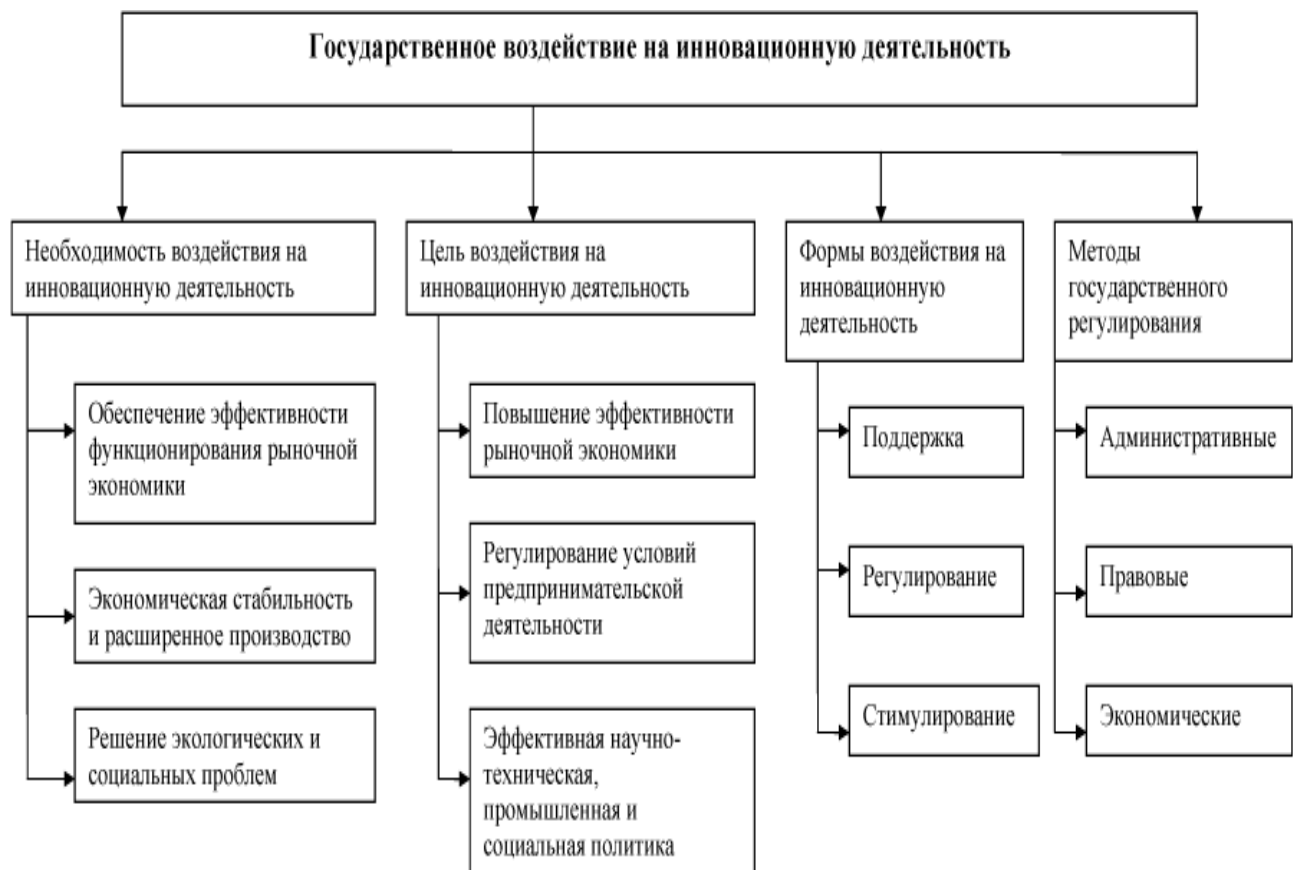 Государственное воздействие на инновационную деятельность
Необходимость воздействия на
инновационную деятельность
Обеспечение эффективности
функционирования рыночной
экономики
Экономическая стабильность
и расширенное производство
Решение экологических и
социальных проблем
Цель воздействия на
инновационную деятельность
Повышение эффективности
рыночной экономики
Регулирование условий
предпринимательской
деятельности
Эффективная научно-
техническая,
промышленная и
социальная политика
Формы воздействия на
инновационную
деятельность
Поддержка
Регулирование
Стимулирование
Методы
государственного
регулирования
Административные
Правовые
Экономические